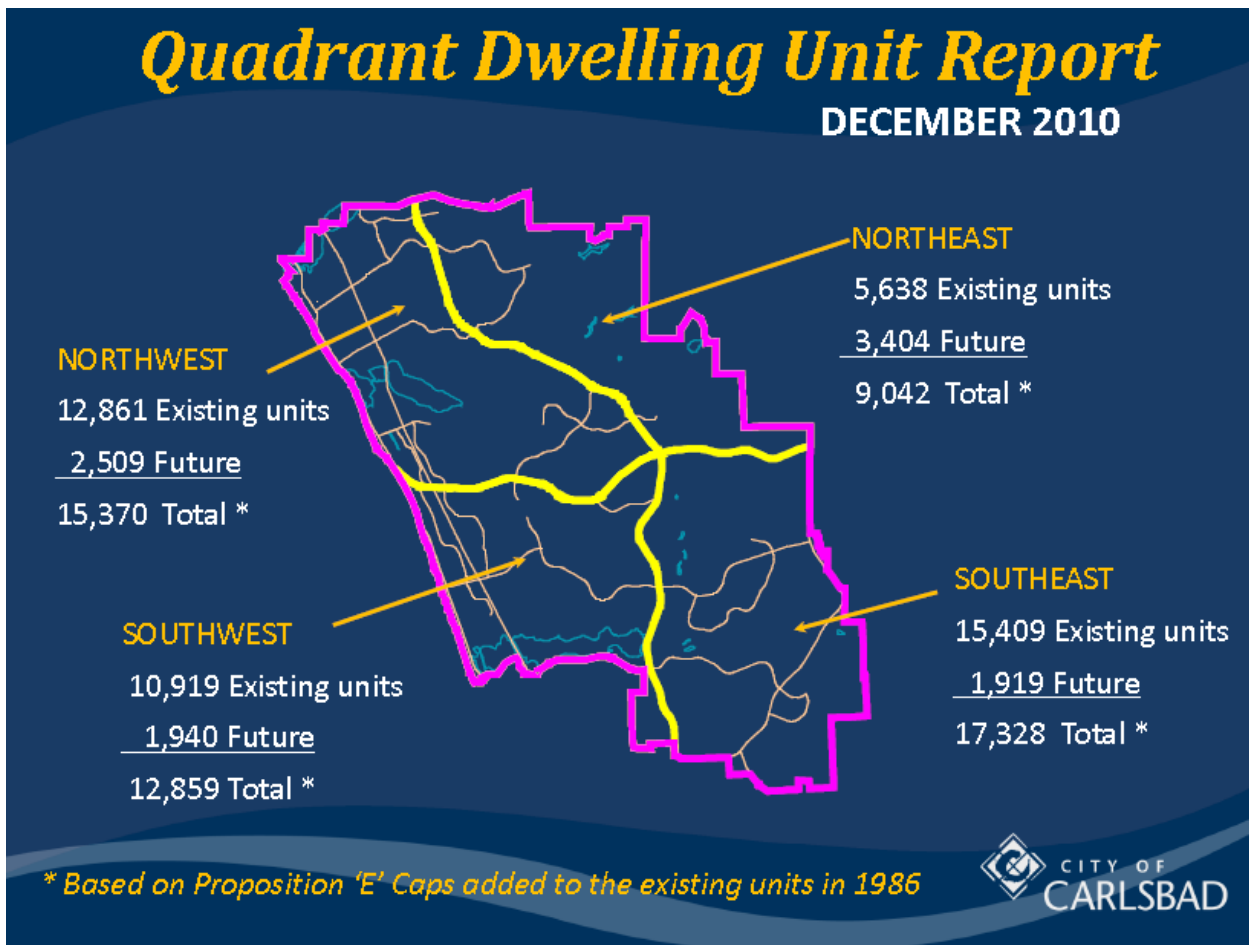 Quadrant Dwelling Unit Report
DECEMBER 2010
NORTHEAST
5,638 Existing units
3,404 Future
9,042 Total *
NORTHWEST
12,861 Existing units
2,509 Future
15,370 Total *
SOUTHEAST
15,409 Existing units
1,919 Future
17,328 Total *
SOUTHWEST
10,919 Existing units
1,940 Future
12,859 Total *
* Based on Proposition ‘E’ Caps added to the existing units in 1986
CITY OF
CARLSBAD